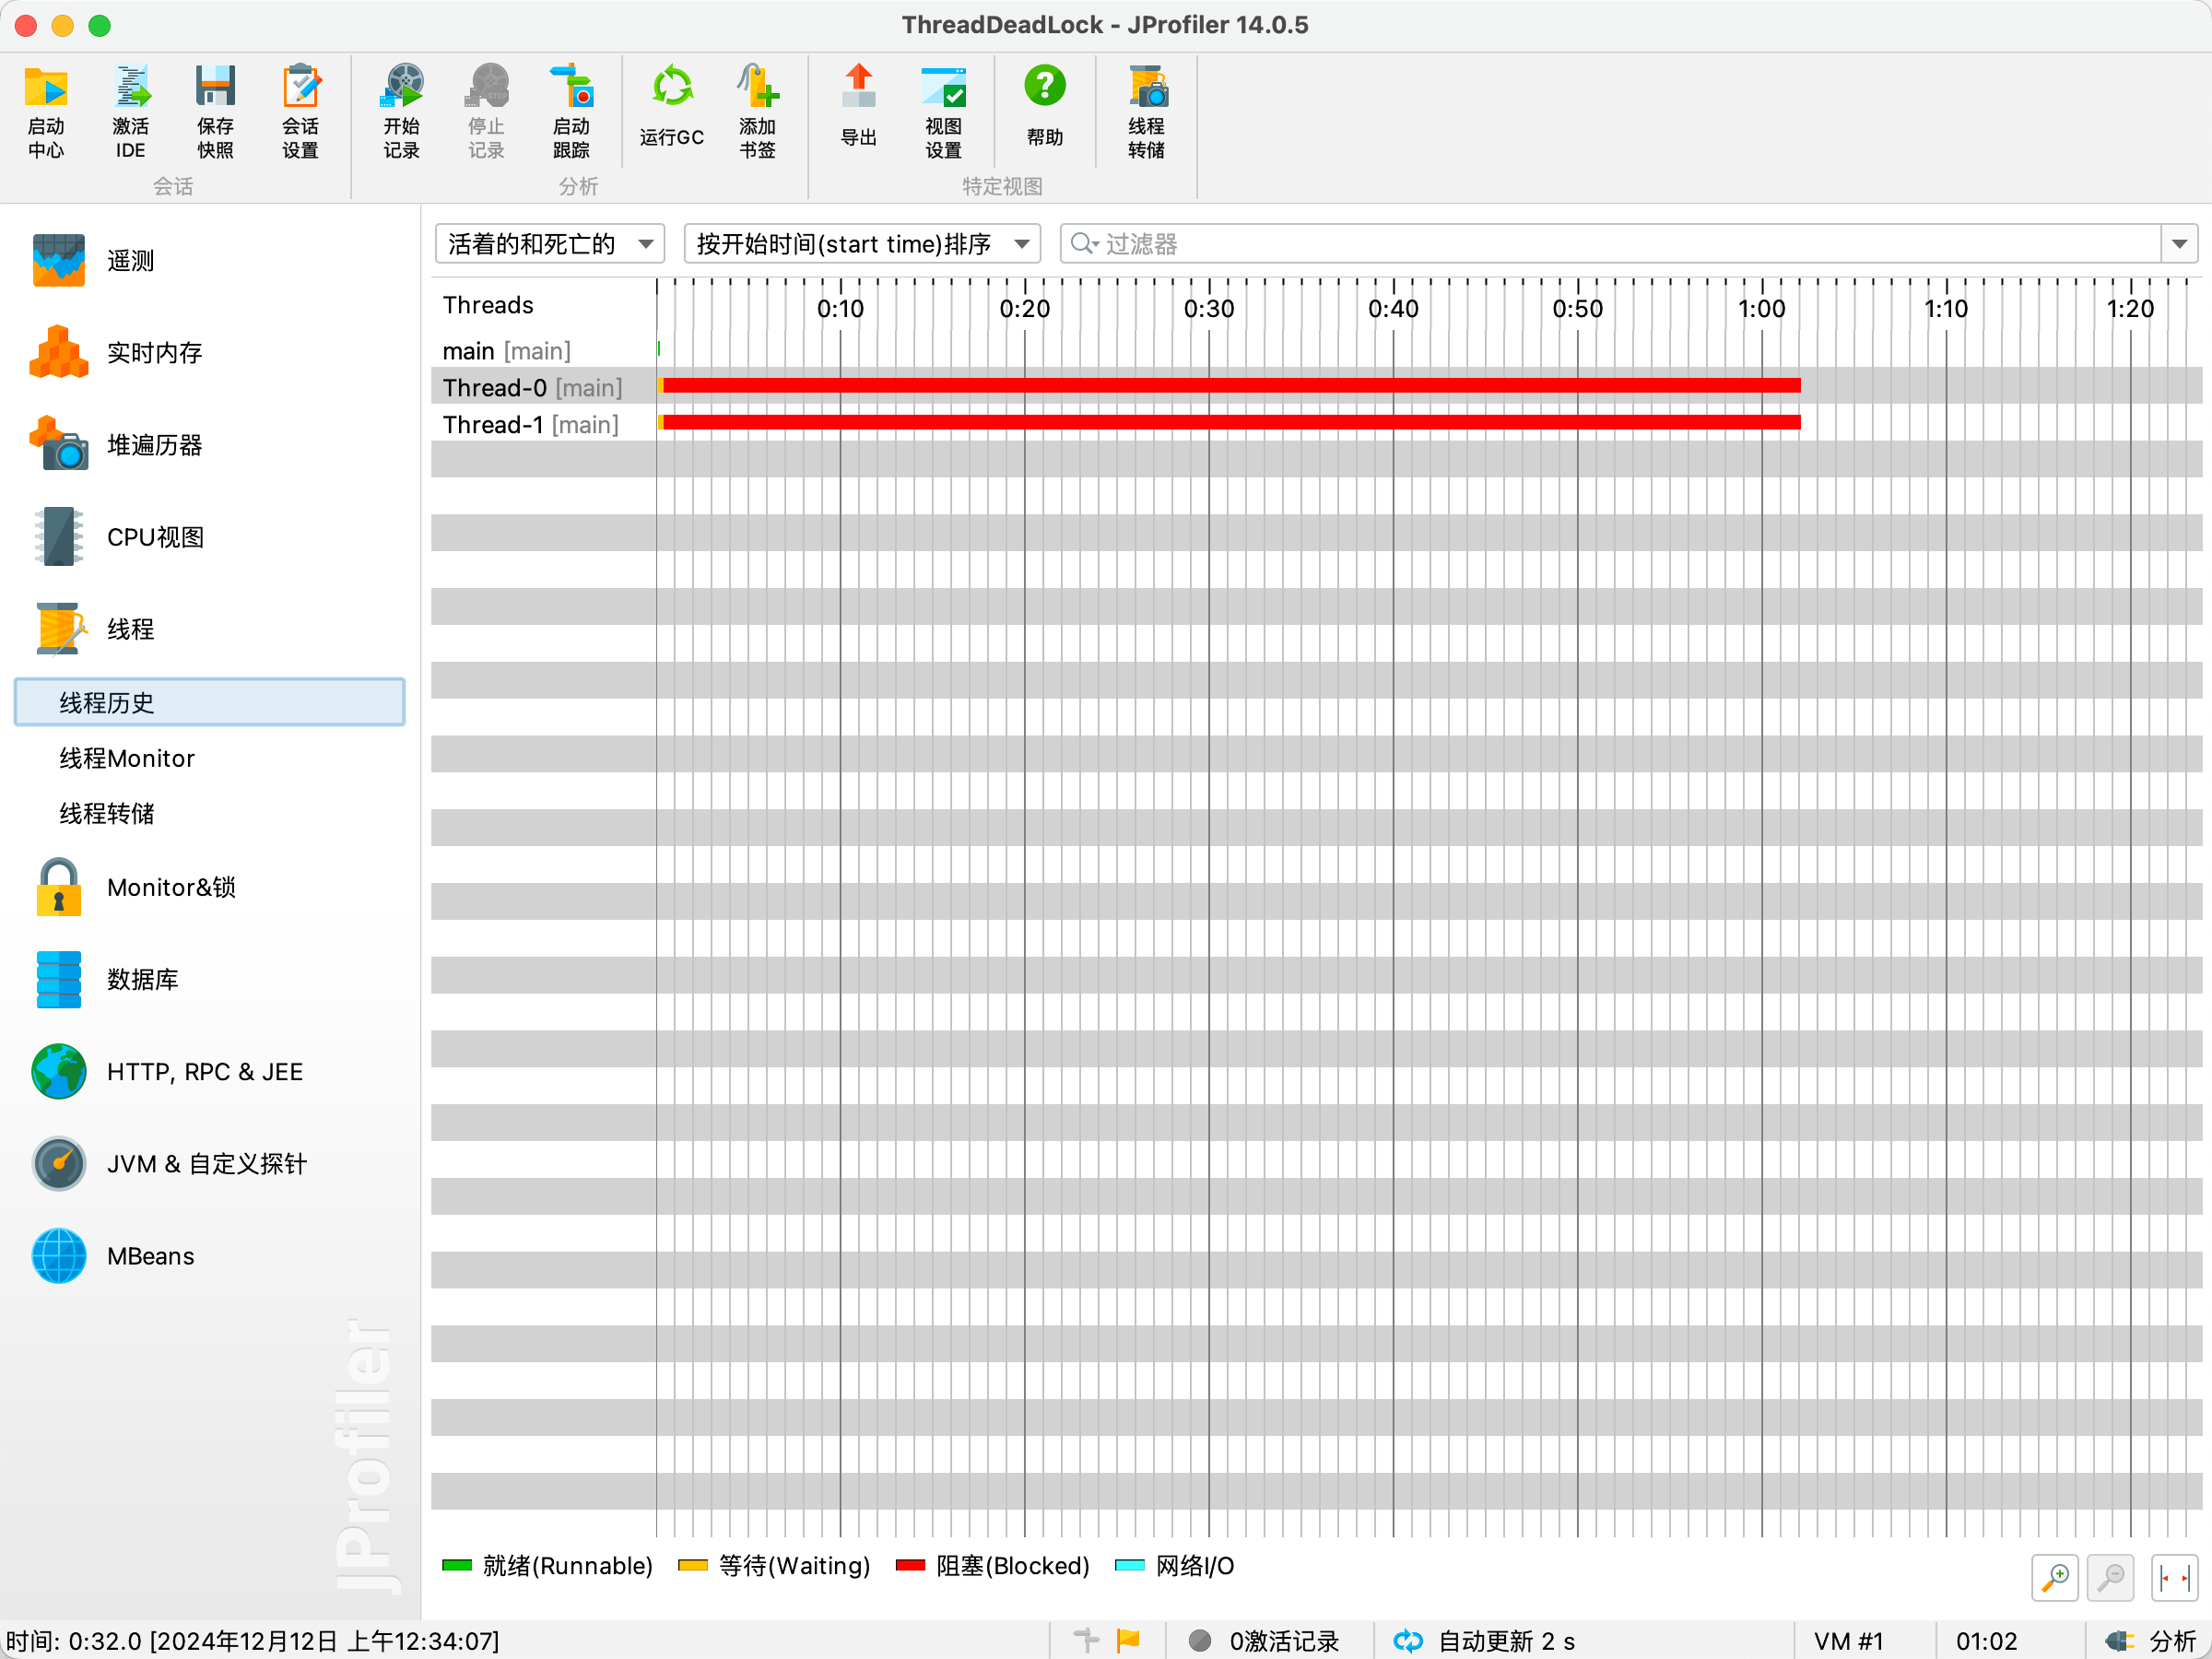 ThreadDeadLock - JProfiler 14.0.5
启动中心
激活IDE
保存快照
会话设置
开始记录
停止记录
启动跟踪
运行GC
添加书签
导出
视图设置
帮助
线程转储
会话
分析
特定视图
遥测
实时内存
堆遍历器
CPU视图
线程
线程历史
线程Monitor
线程转储
Monitor&锁
数据库
HTTP, RPC & JEE
JVM & 自定义探针
MBeans
JProfiler
活着的和死亡的
按开始时间(start time)排序
过滤器
Threads
0:10 0:20 0:30 0:40 0:50 1:00 1:10 1:20
main [main]
Thread-0 [main]
Thread-1 [main]
就绪(Runnable) 等待(Waiting) 阻塞(Blocked) 网络I/O
时间: 0:32.0 [2024年12月12日 上午12:34:07]
0激活记录
自动更新 2 s
VM #1
01:02
分析